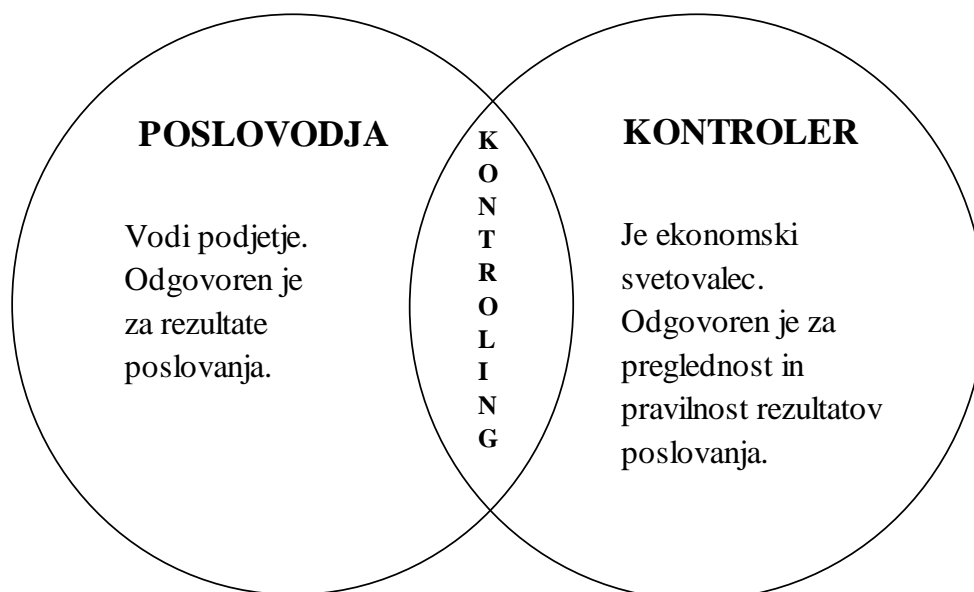 POSLOVODJA
Vodi podjetje.
Odgovoren je
za rezultate
poslovanja.
K
O
N
T
R
O
L
I
N
G
KONTROLER
Je ekonomski
svetovalec.
Odgovoren je za
preglednost in
pravilnost rezultatov
poslovanja.